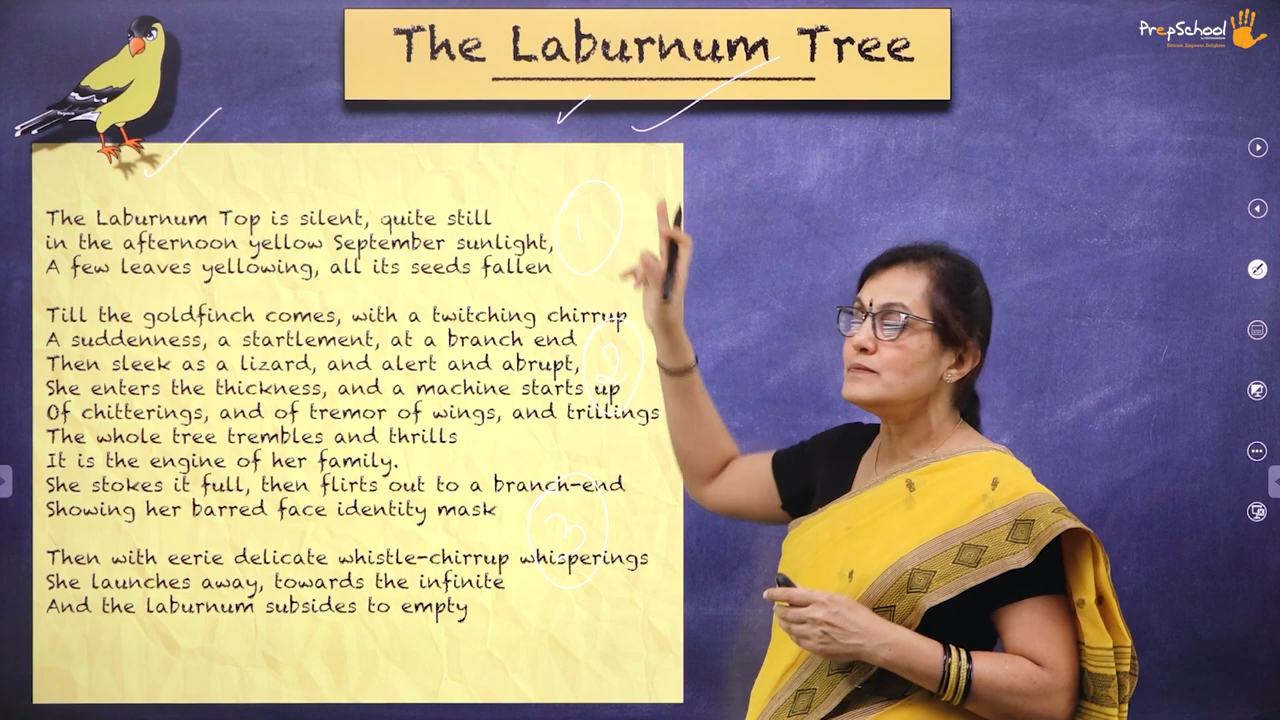 The Laburnum Tree
PrepSchool
The Laburnum Top is silent, quite still
in the afternoon yellow September sunlight,
A few leaves yellowing, all its seeds fallen
1
Till the goldfinch comes, with a twitching chirrup
A suddenness, a startlement, at a branch end
Then sleek as a lizard, and alert and abrupt,
She enters the thickness, and a machine starts up
Of chitterings, and of tremor of wings, and trillings
The whole tree trembles and thrills
It is the engine of her family.
She stokes it full, then flirts out to a branch-end
Showing her barred face identity mask
2
Then with eerie delicate whistle-chirrup whisperings
She launches away, towards the infinite
And the laburnum subsides to empty
3